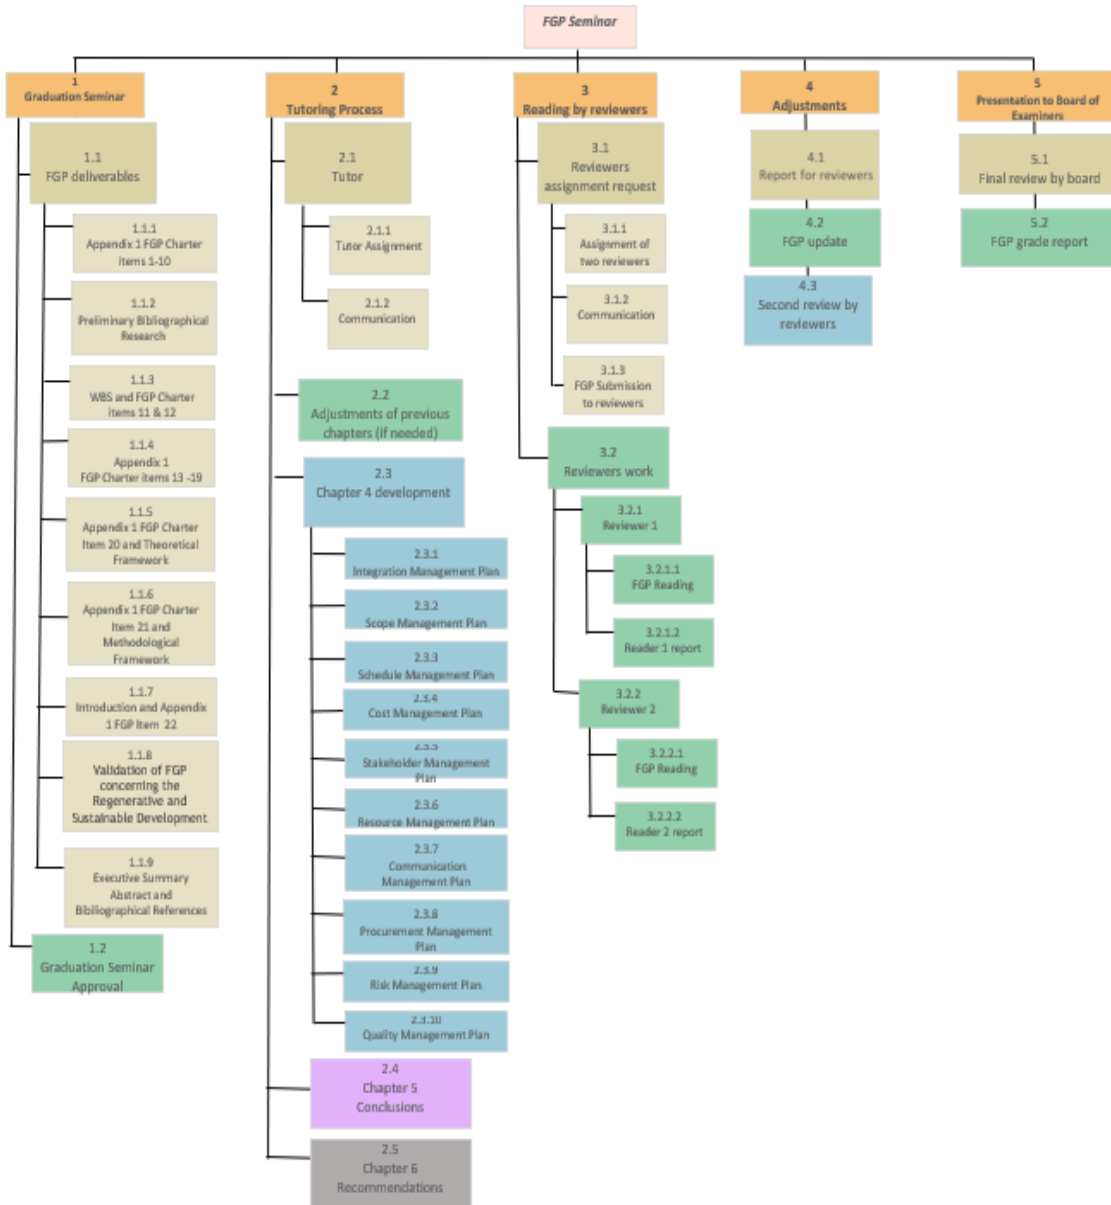 FGP Seminar
1
Graduation Seminar
1.1
FGP deliverables
1.1.1
Appendix 1 FGP Charter
items 1-10
1.1.2
Preliminary Bibliographical
Research
1.1.3
WBS and FGP Charter
items 11 & 12
1.1.4
Appendix 1
FGP Charter items 13 -19
1.1.5
Appendix 1 FGP Charter
Item 20 and Theoretical
Framework
1.1.6
Appendix 1 FGP Charter
Item 21 and
Methodological
Framework
1.1.7
Introduction and Appendix
1 FGP Item 22
1.1.8
Validation of FGP
concerning the
Regenerative and
Sustainable Development
1.1.9
Executive Summary
Abstract and
Bibiliographical References
1.2
Graduation Seminar
Approval
2
Tutoring Process
2.1
Tutor
2.1.1
Tutor Assignment
2.1.2
Communication
2.2
Adjustments of previous
chapters (if needed)
2.3
Chapter 4 development
2.3.1
Integration Management Plan
2.3.2
Scope Management Plan
2.3.3
Schedule Management Plan
2.3.4
Cost Management Plan
2.3.5
Stakeholder Management
Plan
2.3.6
Resource Management Plan
2.3.7
Communication
Management Plan
2.3.8
Procurement Management
Plan
2.3.9
Risk Management Plan
2.3.10
Quality Management Plan
2.4
Chapter 5
Conclusions
2.5
Chapter 6
Recommendations
3
Reading by reviewers
3.1
Reviewers
assignment request
3.1.1
Assignment of
two reviewers
3.1.2
Communication
3.1.3
FGP Submission
to reviewers
3.2
Reviewers work
3.2.1
Reviewer 1
3.2.1.1
FGP Reading
3.2.1.2
Reader 1 report
3.2.2
Reviewer 2
3.2.2.1
FGP Reading
3.2.2.2
Reader 2 report
4
Adjustments
4.1
Report for reviewers
4.2
FGP update
4.3
Second review by
reviewers
5
Presentation to Board of
Examiners
5.1
Final review by board
5.2
FGP grade report